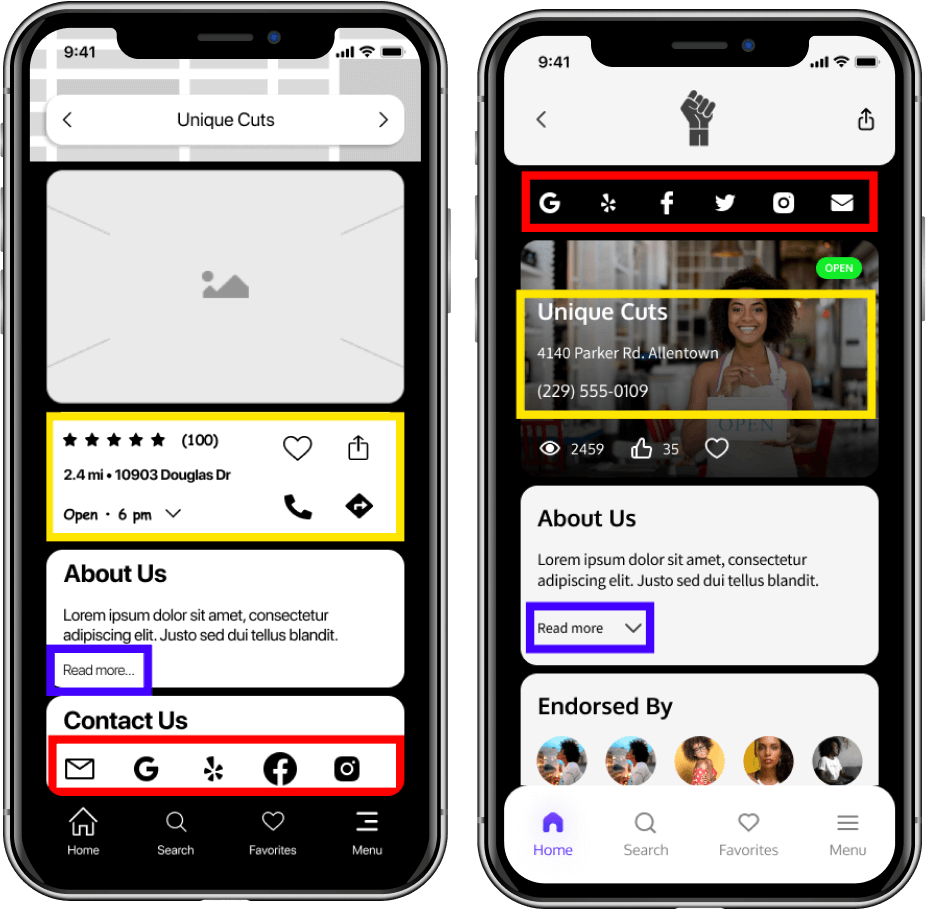 9:41
Unique Cuts
(100)
2.4 mi • 10903 Douglas Dr
Open · 6 pm
About Us
Lorem ipsum dolor sit amet, consectetur
adipiscing elit. Justo sed dui tellus blandit.
Read more...
Contact Us
Home
Search
Favorites
Menu
9:41
OPEN
Unique Cuts
4140 Parker Rd. Allentown
(229) 555-0109
OPEN
2459
35
About Us
Lorem ipsum dolor sit amet, consectetur
adipiscing elit. Justo sed dui tellus blandit.
Read more
Endorsed By
Home
Search
Favorites
Menu